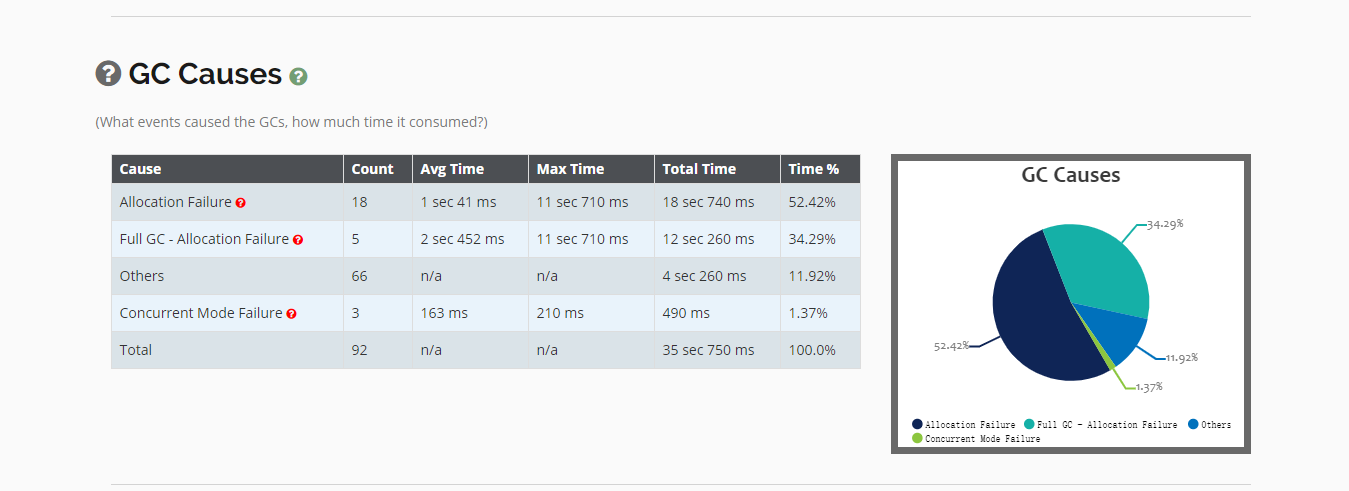 GC Causes
(What events caused the GCs, how much time it consumed?)
Cause Count Avg Time Max Time Total Time Time %
Allocation Failure 18 1 sec 41 ms 11 sec 710 ms 18 sec 740 ms 52.42%
Full GC - Allocation Failure 5 2 sec 452 ms 11 sec 710 ms 12 sec 260 ms 34.29%
Others 66 n/a n/a 4 sec 260 ms 11.92%
Concurrent Mode Failure 3 163 ms 210 ms 490 ms 1.37%
Total 92 n/a n/a 35 sec 750 ms 100.0%
GC Causes
34.29%
52.42%
11.92%
1.37%
Allocation Failure Full GC - Allocation Failure Others
Concurrent Mode Failure